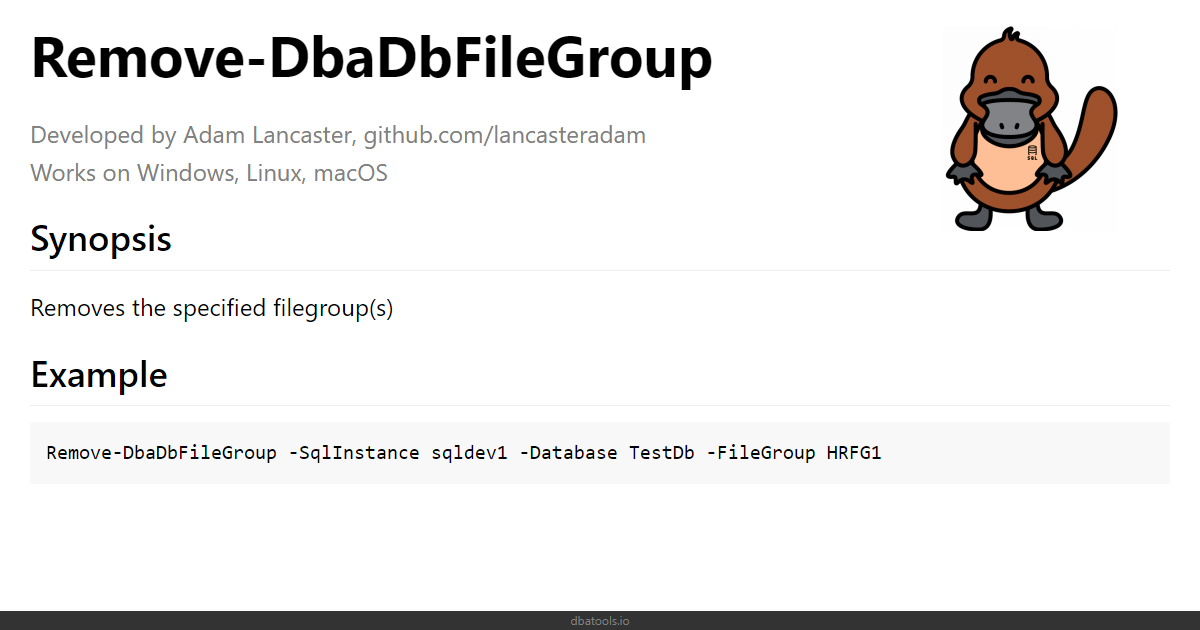 Remove-DbaDbFileGroup
Developed by Adam Lancaster, github.com/lancasteradam
Works on Windows, Linux, macOS
SQL
Synopsis
Removes the specified filegroup(s)
Example
Remove-DbaDbFileGroup -SqlInstance sqldev1 -Database TestDb -FileGroup HRFG1
dbatools.io